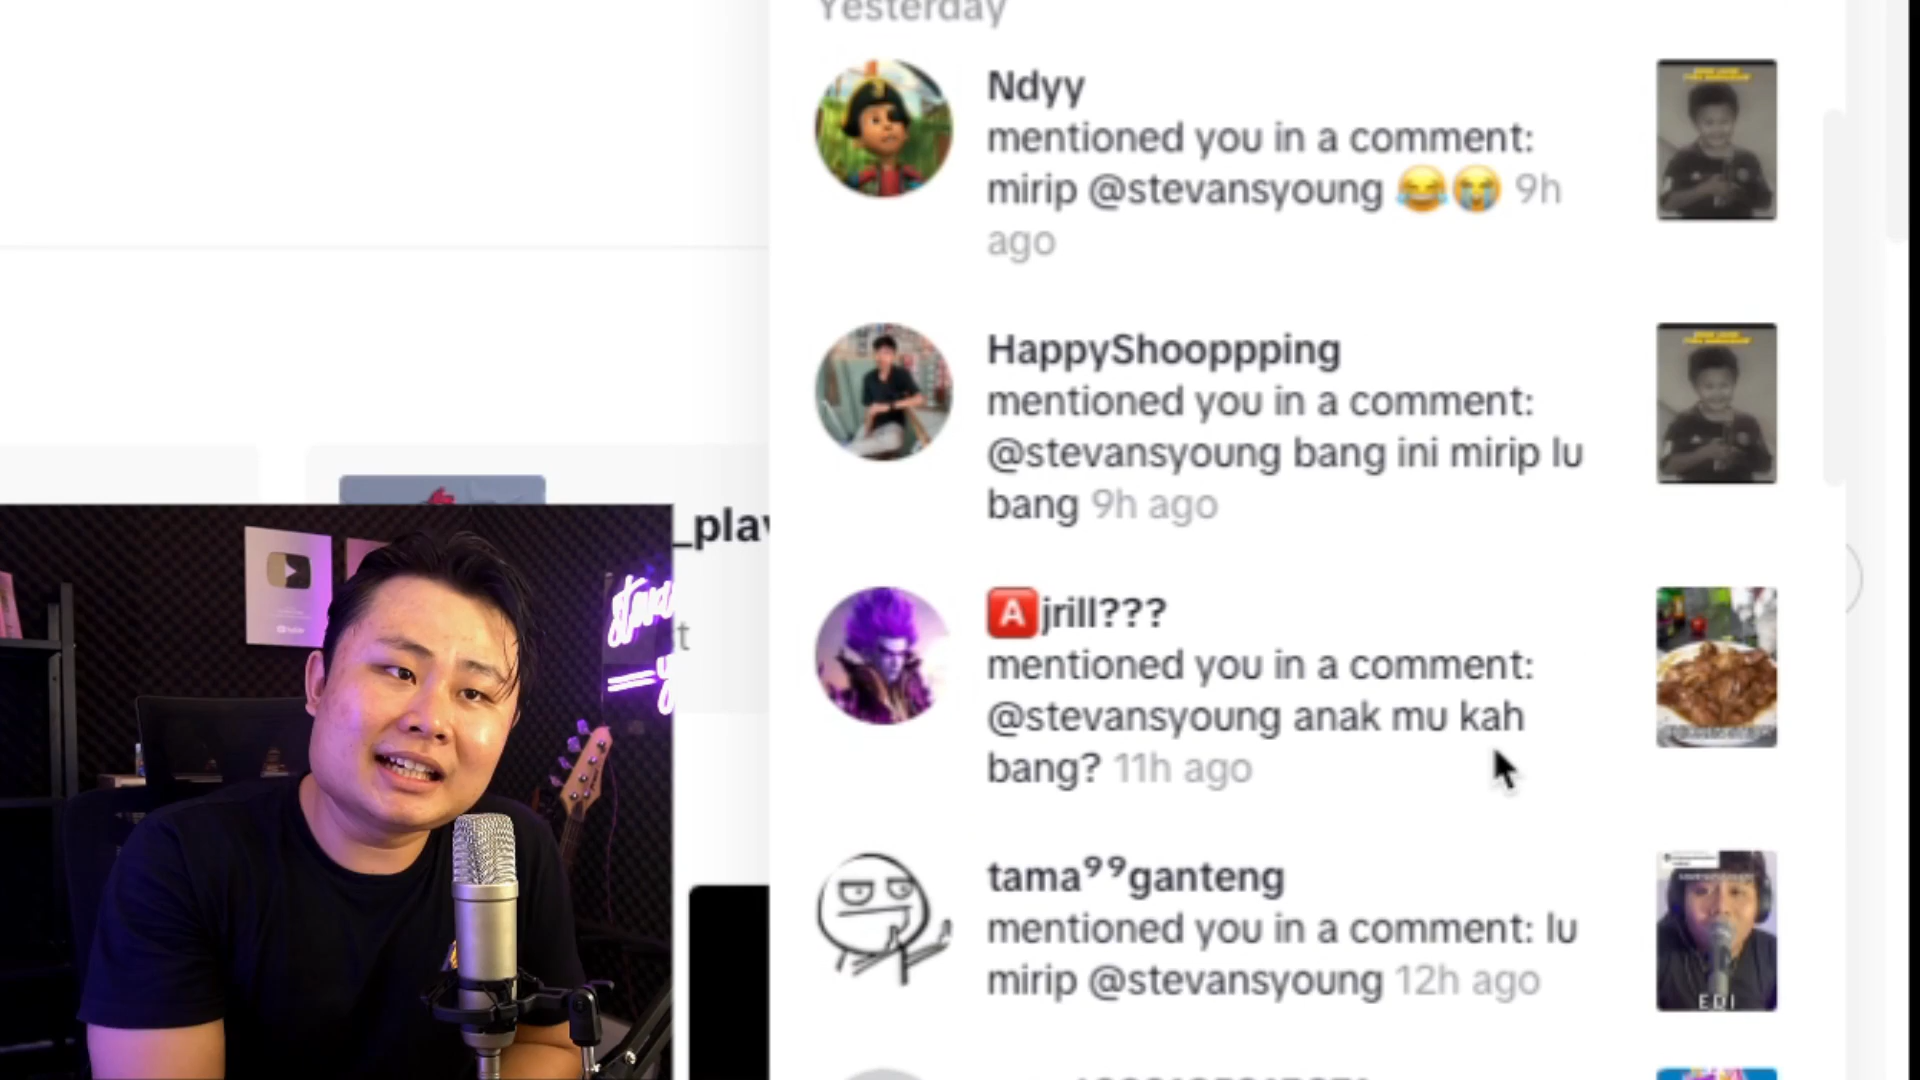 Yesterday
Ndyy
mentioned you in a comment:
mirip @stevansyoung 😂😭 9h
ago
HappyShooppping
mentioned you in a comment:
@stevansyoung bang ini mirip lu
bang 9h ago
🅰jrill???
mentioned you in a comment:
@stevansyoung anak mu kah
bang? 11h ago
tama⁹⁹ganteng
mentioned you in a comment: lu
mirip @stevansyoung 12h ago
EDI